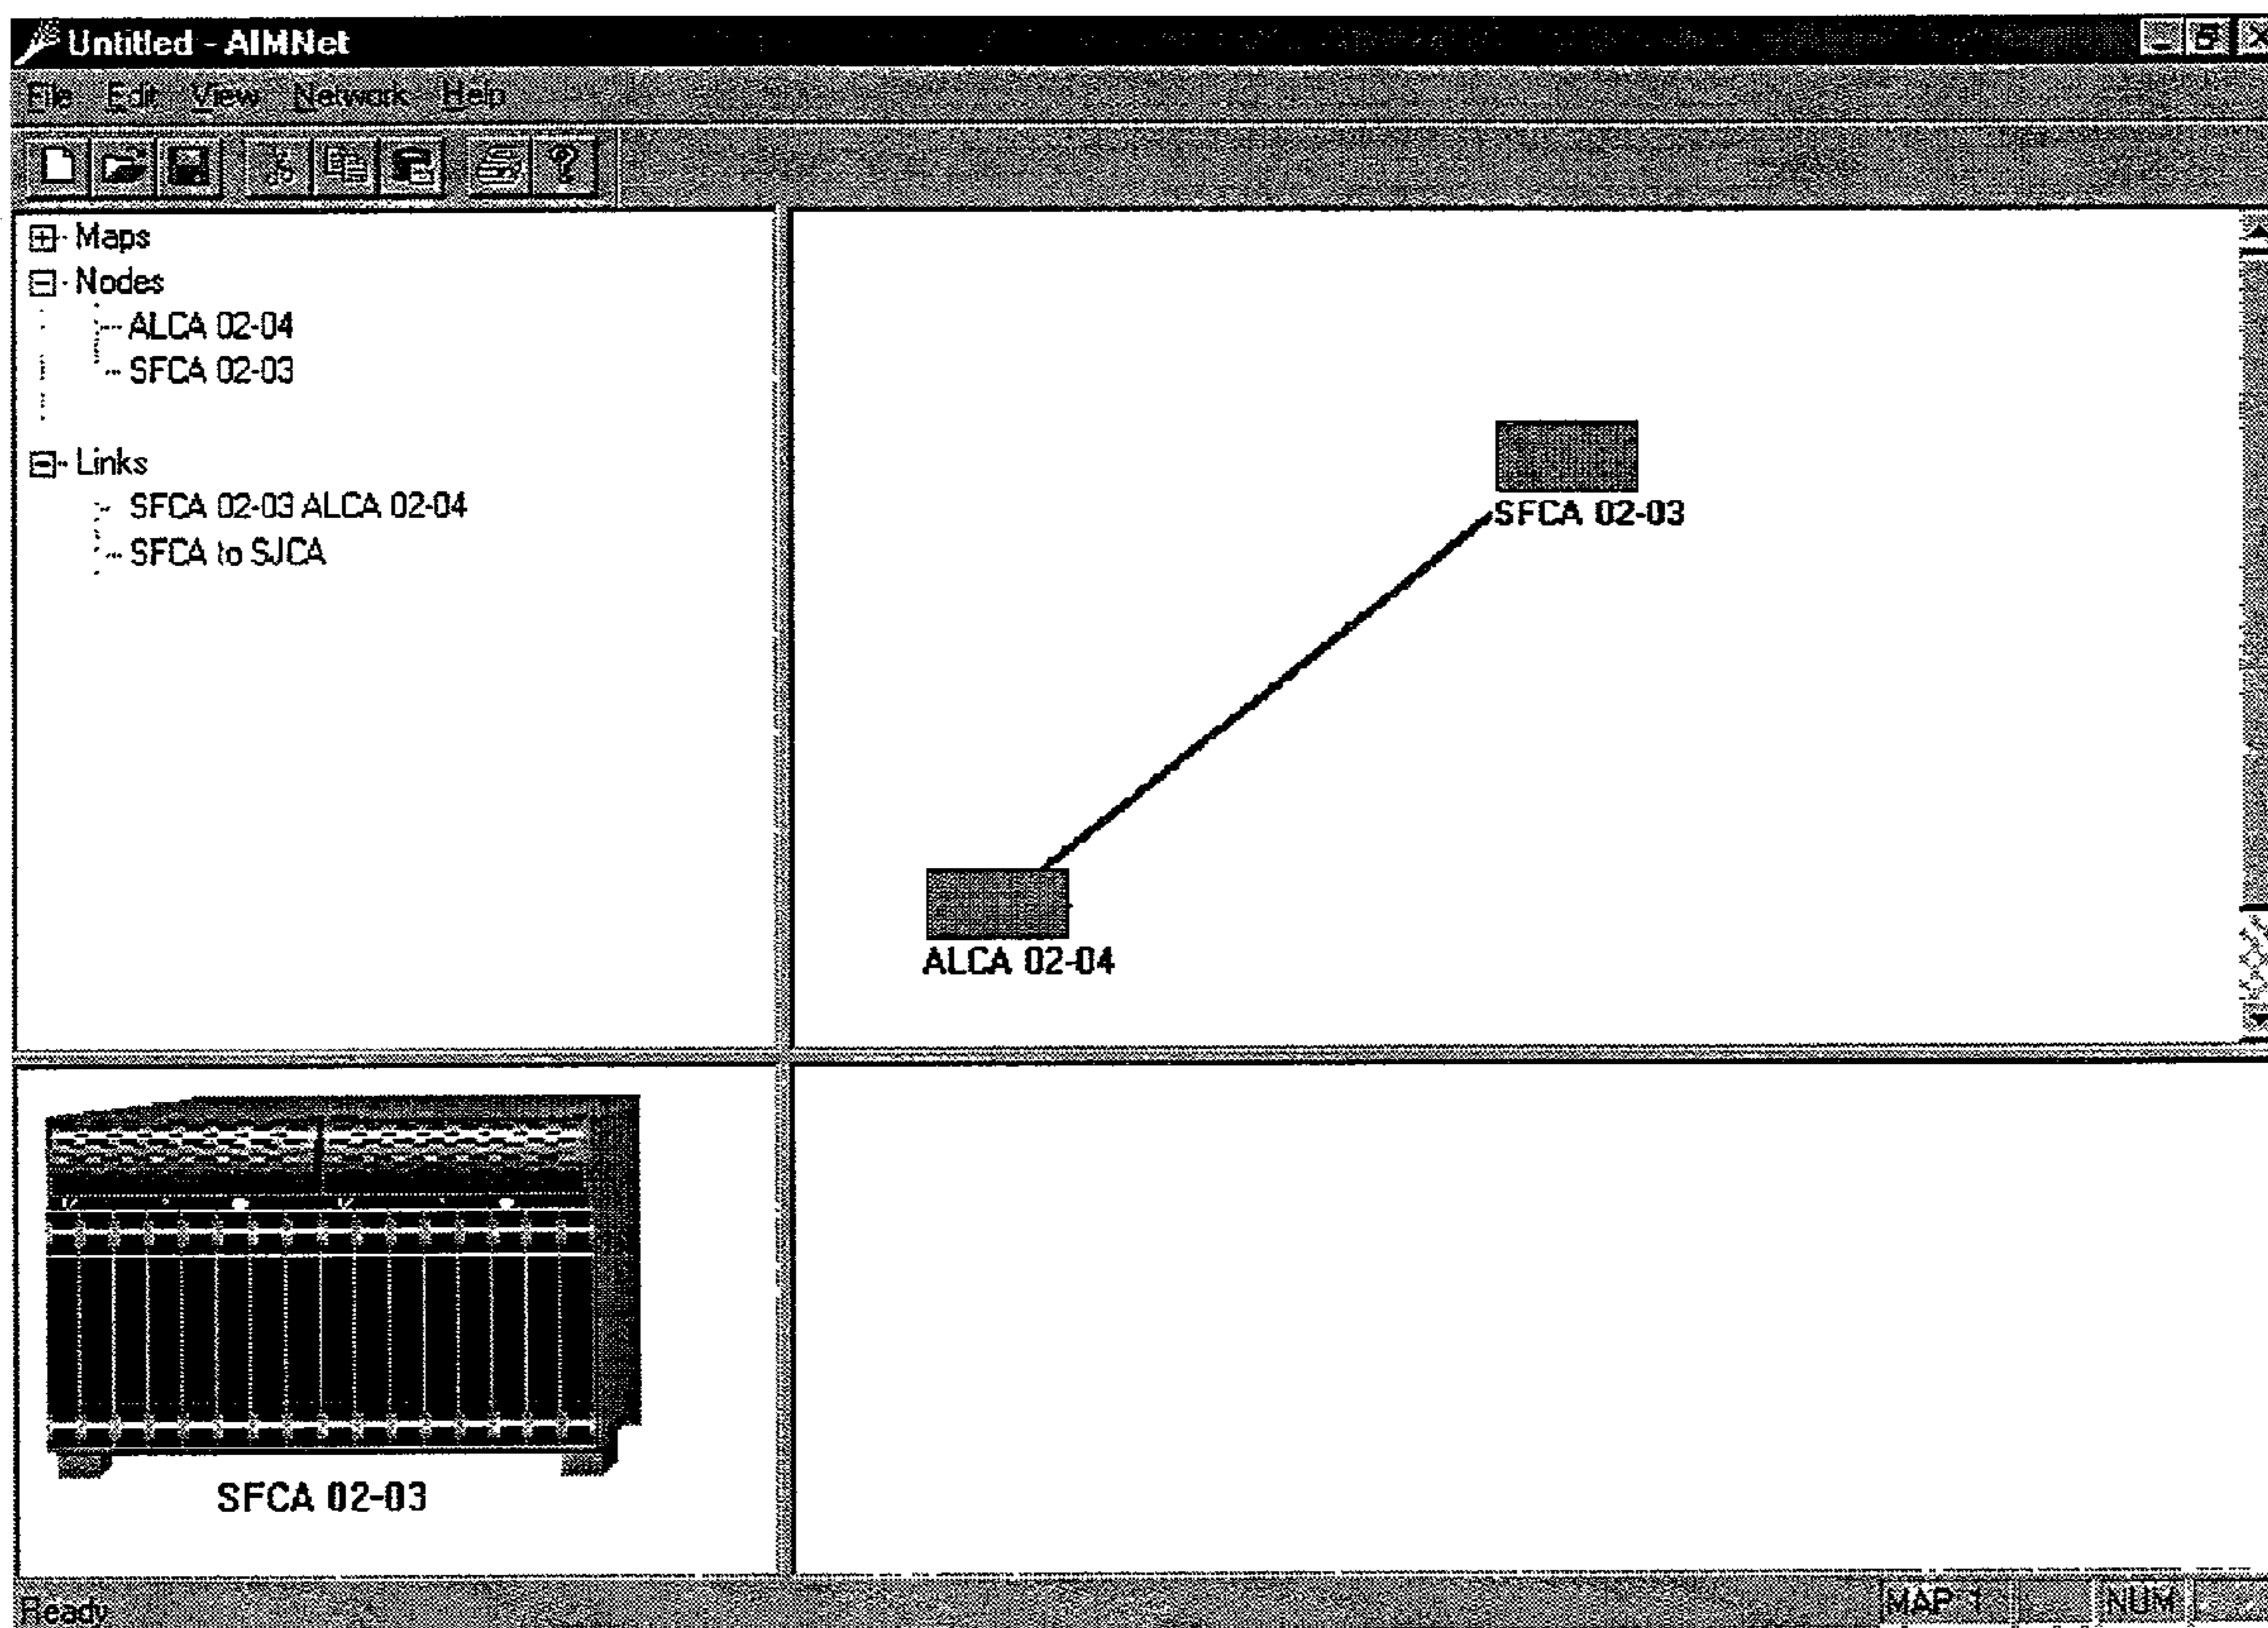 Untitled - AIMNet
File Edit View Network Help
Maps
Nodes
ALCA 02-04
SFCA 02-03
Links
SFCA 02-03 ALCA 02-04
SFCA to SJCA
SFCA 02-03
ALCA 02-04
SFCA 02-03
Ready
MAP 1
NUM